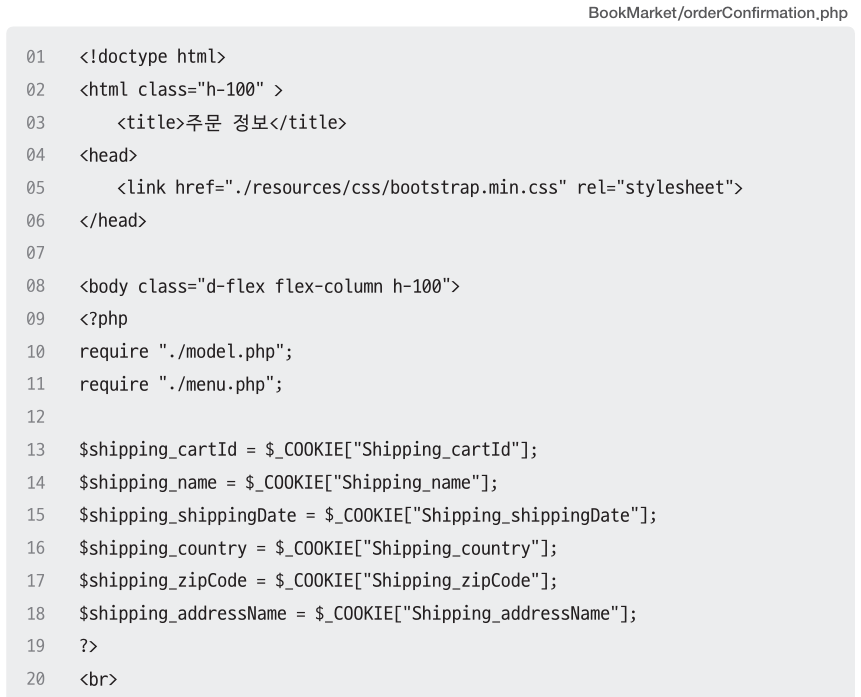 BookMarket/orderConfirmation.php
01 <!doctype html>
02 <html class="h-100" >
03     <title>주문 정보</title>
04 <head>
05     <link href="./resources/css/bootstrap.min.css" rel="stylesheet">
06 </head>
07
08 <body class="d-flex flex-column h-100">
09 <?php
10 require "./model.php";
11 require "./menu.php";
12
13 $shipping_cartId = $_COOKIE["Shipping_cartId"];
14 $shipping_name = $_COOKIE["Shipping_name"];
15 $shipping_shippingDate = $_COOKIE["Shipping_shippingDate"];
16 $shipping_country = $_COOKIE["Shipping_country"];
17 $shipping_zipCode = $_COOKIE["Shipping_zipCode"];
18 $shipping_addressName = $_COOKIE["Shipping_addressName"];
19 ?>
20 <br>